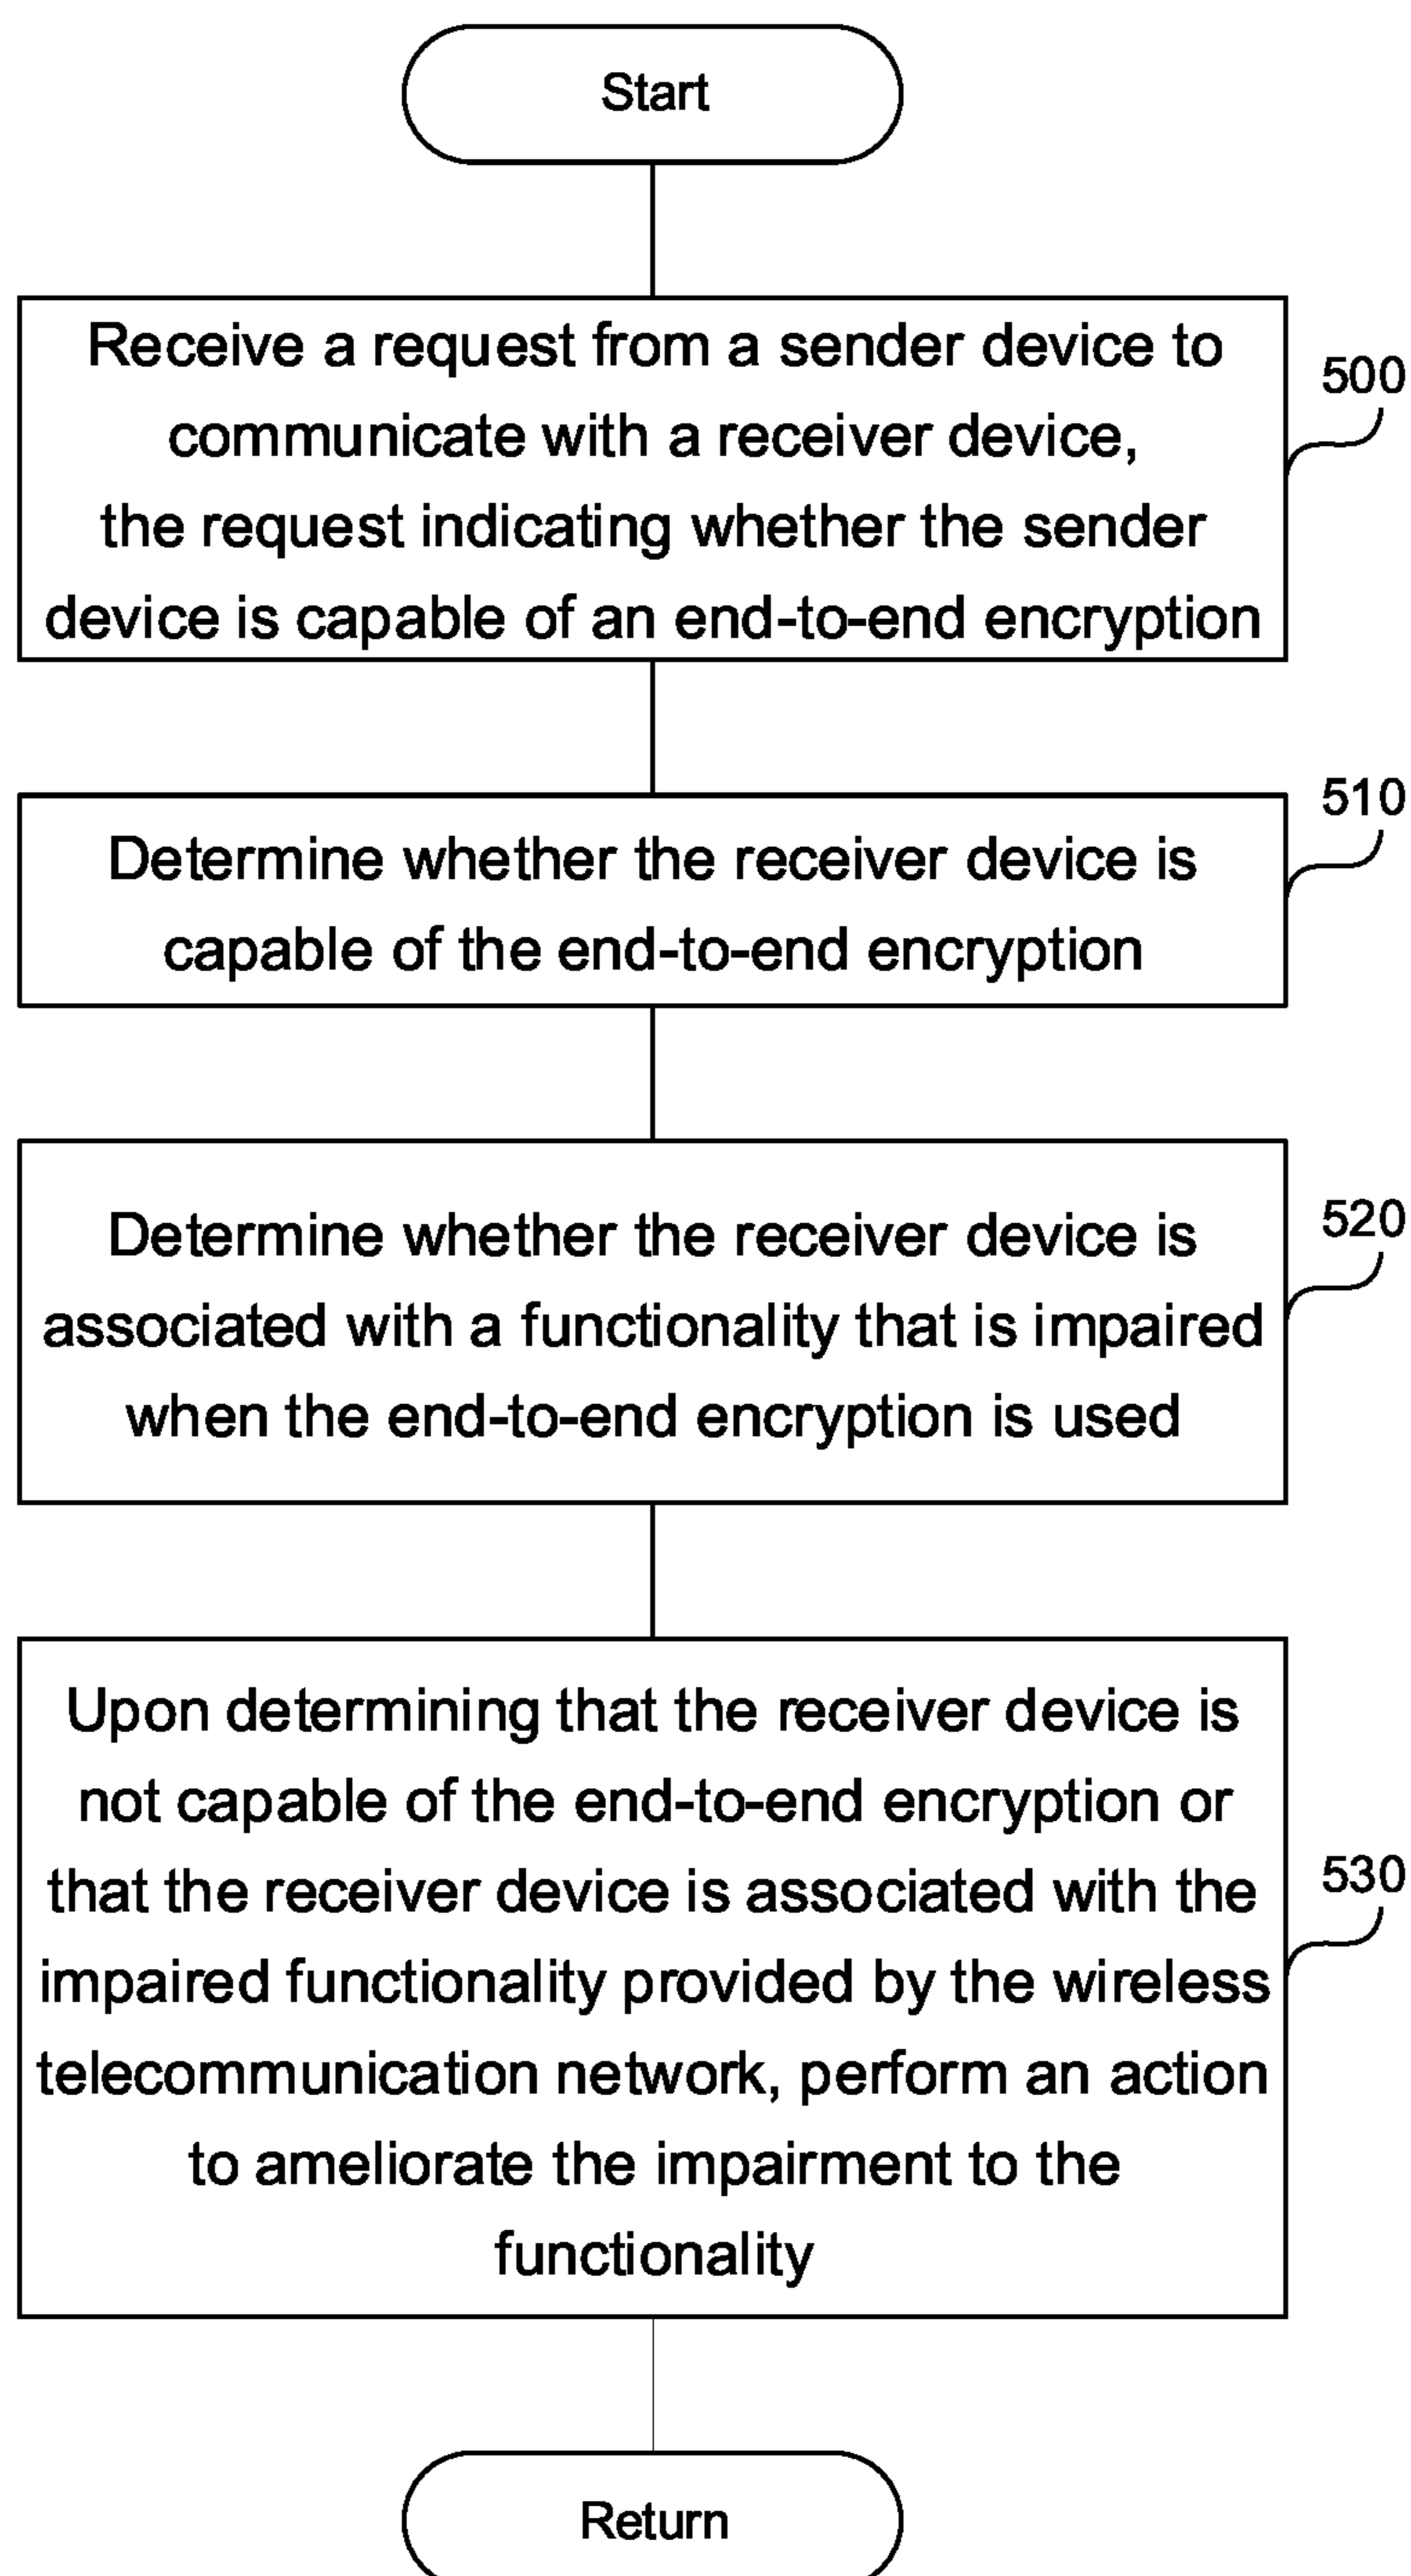 Start
Receive a request from a sender device to
communicate with a receiver device,
the request indicating whether the sender
device is capable of an end-to-end encryption
500
Determine whether the receiver device is
capable of the end-to-end encryption
510
Determine whether the receiver device is
associated with a functionality that is impaired
when the end-to-end encryption is used
520
Upon determining that the receiver device is
not capable of the end-to-end encryption or
that the receiver device is associated with the
impaired functionality provided by the wireless
telecommunication network, perform an action
to ameliorate the impairment to the
functionality
530
Return